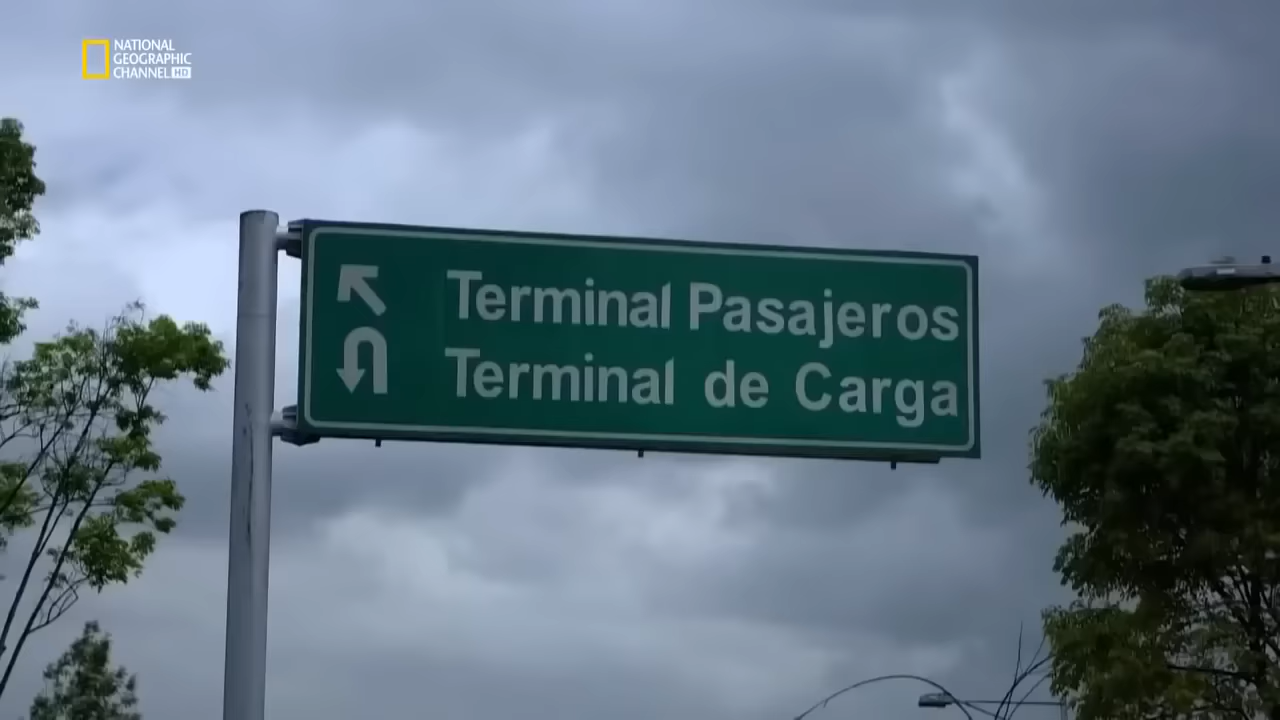 NATIONAL
GEOGRAPHIC
CHANNEL HD
Terminal Pasajeros
Terminal de Carga